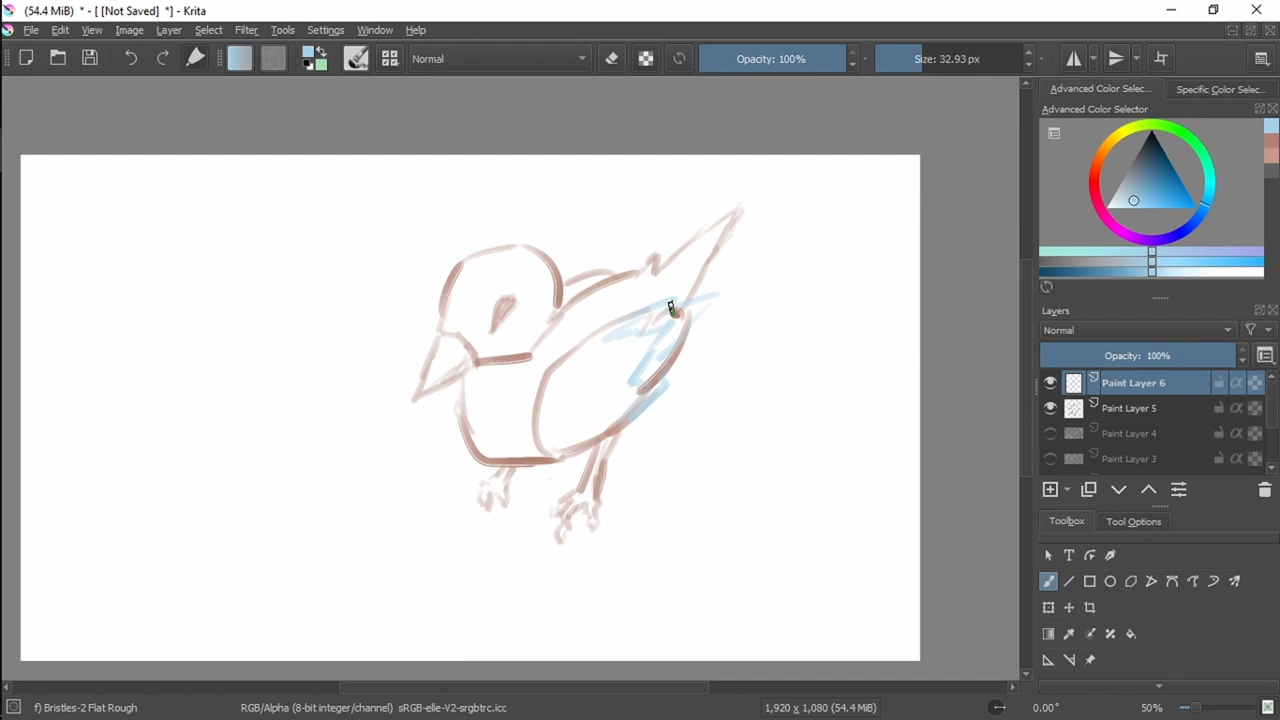 (54.4 MiB) * - [ [Not Saved] *] - Krita
File Edit View Image Layer Select Filter Tools Settings Window Help
Normal Opacity: 100% Size: 32.93 px
Advanced Color Selec... Specific Color Selec...
Advanced Color Selector
Layers
Normal
Opacity: 100%
Paint Layer 6
Paint Layer 5
Paint Layer 4
Paint Layer 3
Toolbox Tool Options
f) Bristles-2 Flat Rough RGB/Alpha (8-bit integer/channel) sRGB-elle-V2-srgbtrc.icc 1,920 x 1,080 (54.4 MiB) 0.00° 50%